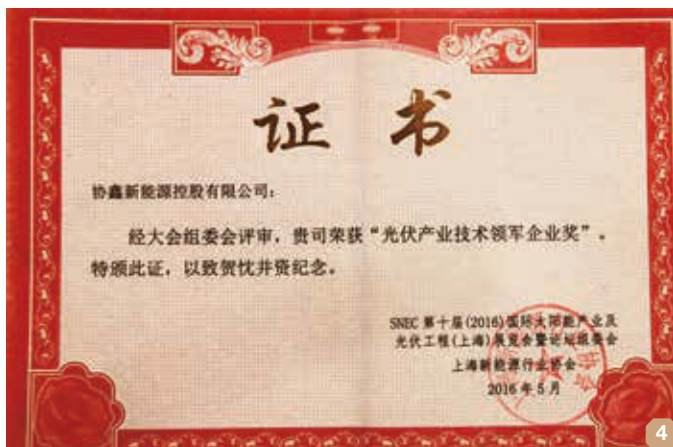 证书
协鑫新能源控股有限公司：
经大会组委会评审，贵司荣获“光伏产业技术领军企业奖”。
特颁此证，以致贺忱并资纪念。
SNEC 第十届(2016)国际太阳能产业及
光伏工程(上海)展览会暨论坛组委会
上海新能源行业协会
2016年5月
4